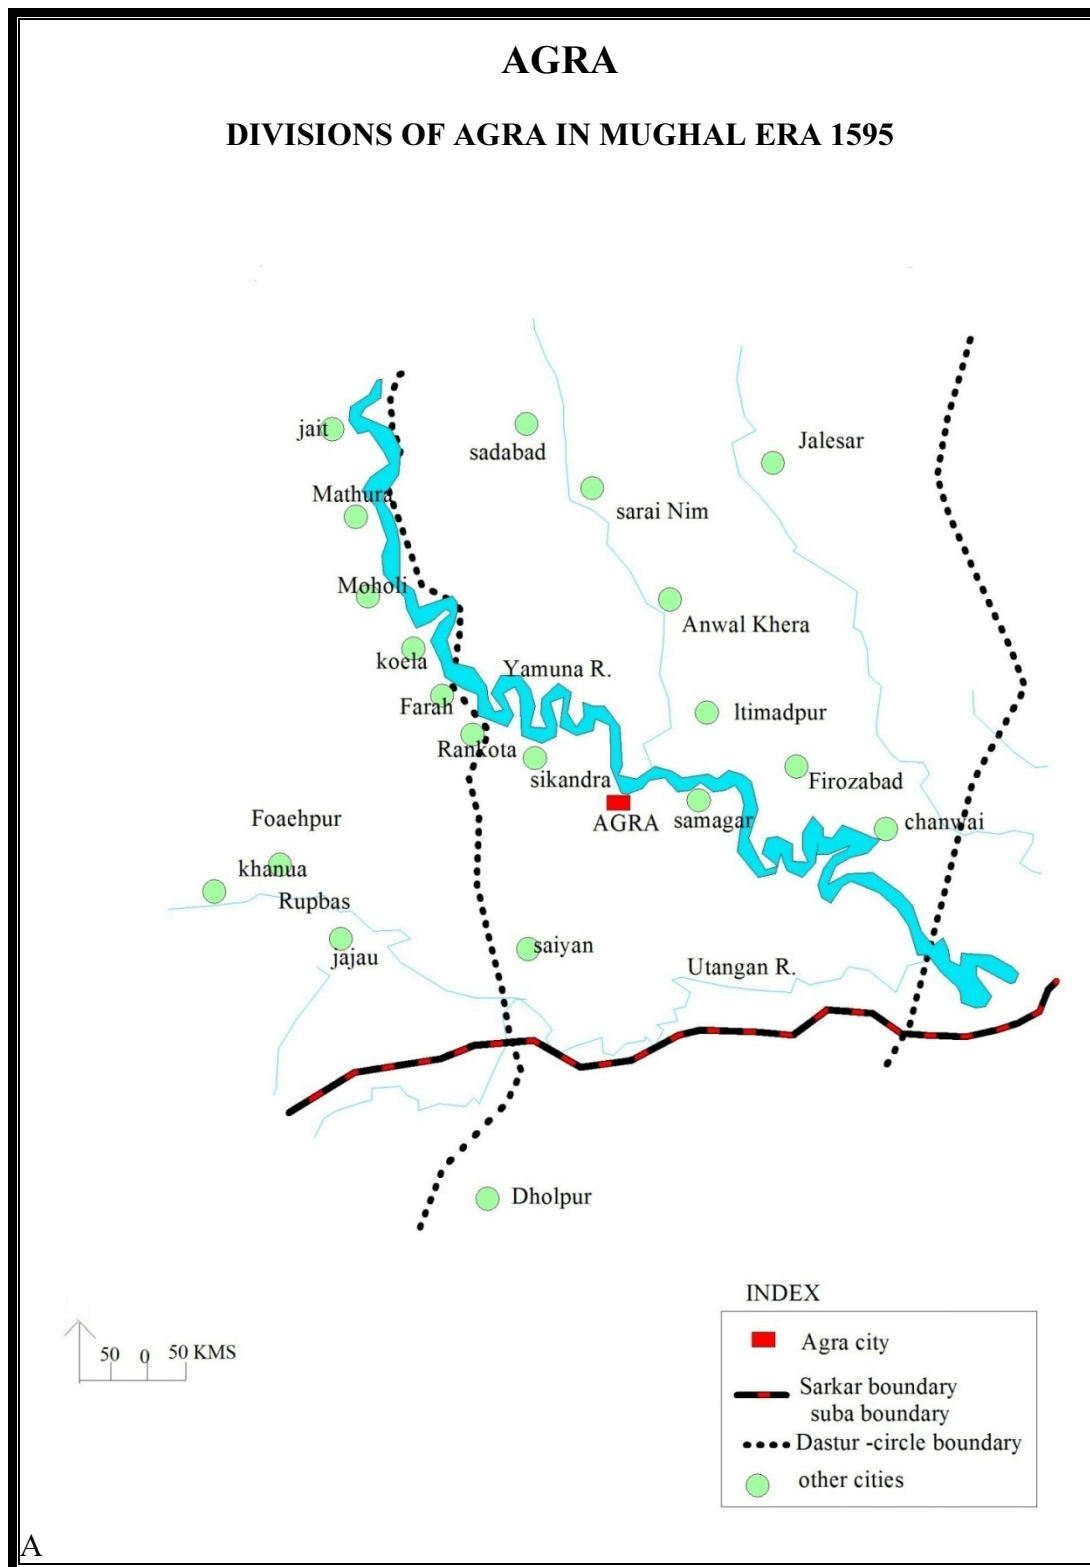 AGRA
DIVISIONS OF AGRA IN MUGHAL ERA 1595
jait
sadabad
Jalesar
Mathura
sarai Nim
Moholi
Anwal Khera
koela
Yamuna R.
Farah
ltimadpur
Rankota
sikandra
Firozabad
Foaehpur
AGRA
samagar
chanwai
khanua
Rupbas
jajau
saiyan
Utangan R.
Dholpur
INDEX
Agra city
Sarkar boundary
suba boundary
Dastur -circle boundary
other cities
50 0 50 KMS
A